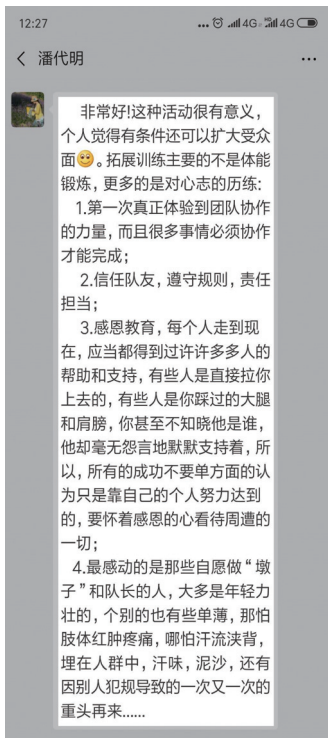 12:27
4G 4G
潘代明
非常好!这种活动很有意义，
个人觉得有条件还可以扩大受众
面。拓展训练主要的不是体能
锻炼，更多的是对心志的历练:
1.第一次真正体验到团队协作
的力量，而且很多事情必须协作
才能完成；
2.信任队友，遵守规则，责任
担当；
3.感恩教育，每个人走到现
在，应当都得到过许许多多人的
帮助和支持，有些人是直接拉你
上去的，有些人是你踩过的大腿
和肩膀，你甚至不知晓他是谁，
他却毫无怨言地默默支持着，所
以，所有的成功不要单方面的认
为只是靠自己的个人努力达到
的，要怀着感恩的心看待周遭的
一切；
4.最感动的是那些自愿做“墩
子”和队长的人，大多是年轻力
壮的，个别的也有些单薄，那怕
肢体红肿疼痛，哪怕汗流浃背，
埋在人群中，汗味，泥沙，还有
因别人犯规导致的一次又一次的
重头再来......